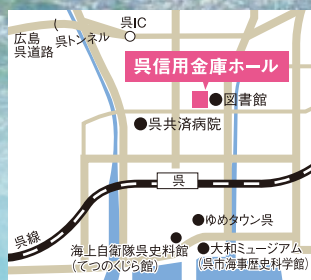 呉IC
呉トンネル
広島
呉道路
呉信用金庫ホール
図書館
呉共済病院
呉
呉線
ゆめタウン呉
海上自衛隊呉史料館
(てつのくじら館)
大和ミュージアム
(呉市海事歴史科学館)